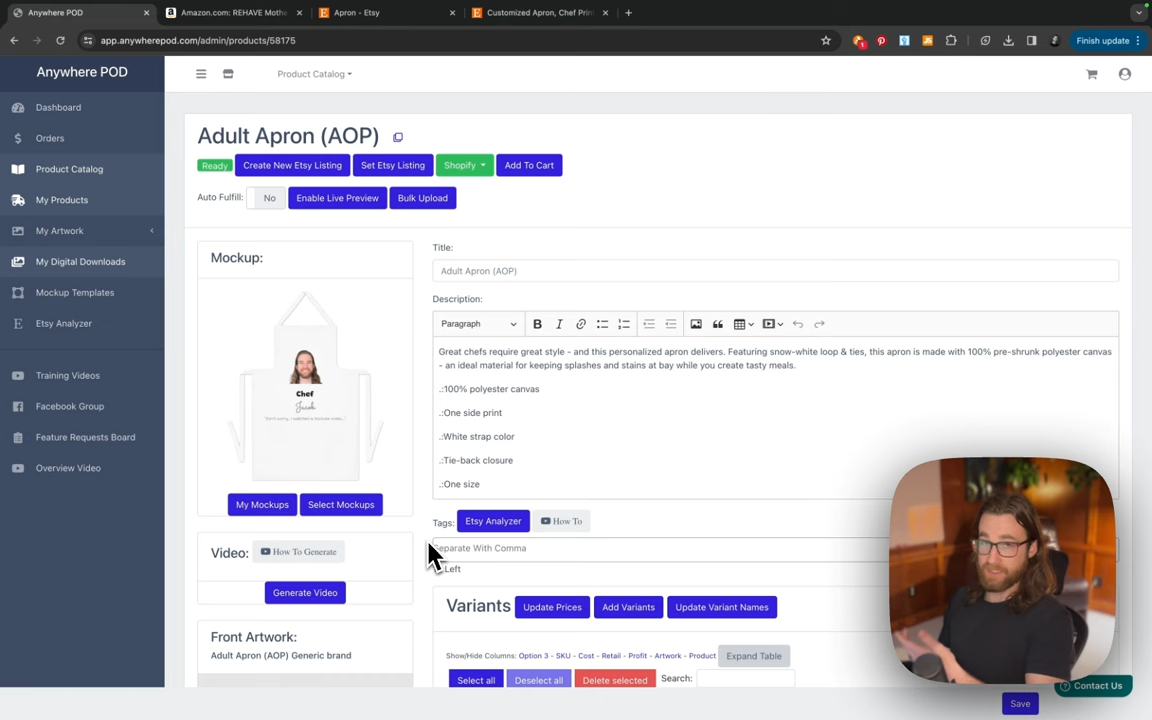 Anywhere POD
Amazon.com: REHAVE Mothe
Apron - Etsy
Customized Apron, Chef Prin
app.anywherepod.com/admin/products/58175
1
Finish update
Anywhere POD
Product Catalog
Dashboard
Orders
Product Catalog
My Products
My Artwork
My Digital Downloads
Mockup Templates
Etsy Analyzer
Training Videos
Facebook Group
Feature Requests Board
Overview Video
Adult Apron (AOP)
Ready Create New Etsy Listing Set Etsy Listing Shopify Add To Cart
Auto Fulfill: No Enable Live Preview Bulk Upload
Mockup:
Chef
Jacob
My Mockups Select Mockups
Video: How To Generate
Generate Video
Front Artwork:
Adult Apron (AOP) Generic brand
Title:
Adult Apron (AOP)
Description:
Paragraph B I
Great chefs require great style - and this personalized apron delivers. Featuring snow-white loop & ties, this apron is made with 100% pre-shrunk polyester canvas
- an ideal material for keeping splashes and stains at bay while you create tasty meals.
.:100% polyester canvas
.:One side print
.:White strap color
.:Tie-back closure
.:One size
Tags: Etsy Analyzer How To
Separate With Comma
Left
Variants Update Prices Add Variants Update Variant Names
Show/Hide Columns: Option 3 - SKU - Cost - Retail - Profit - Artwork - Product Expand Table
Select all Deselect all Delete selected Search:
Contact Us
Save